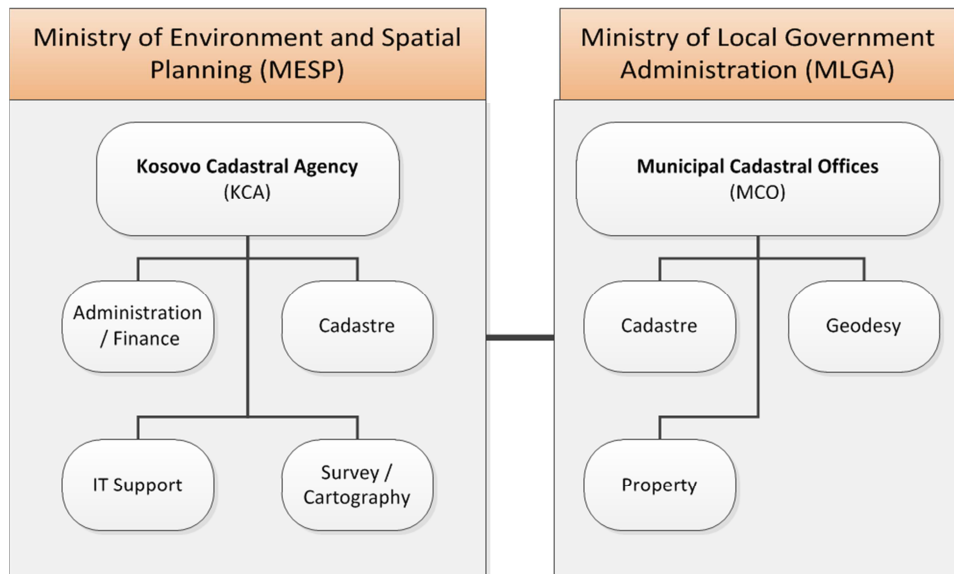 Ministry of Environment and Spatial
Planning (MESP)
Kosovo Cadastral Agency
(KCA)
Administration
/ Finance
Cadastre
IT Support
Survey /
Cartography
Ministry of Local Government
Administration (MLGA)
Municipal Cadastral Offices
(MCO)
Cadastre
Geodesy
Property